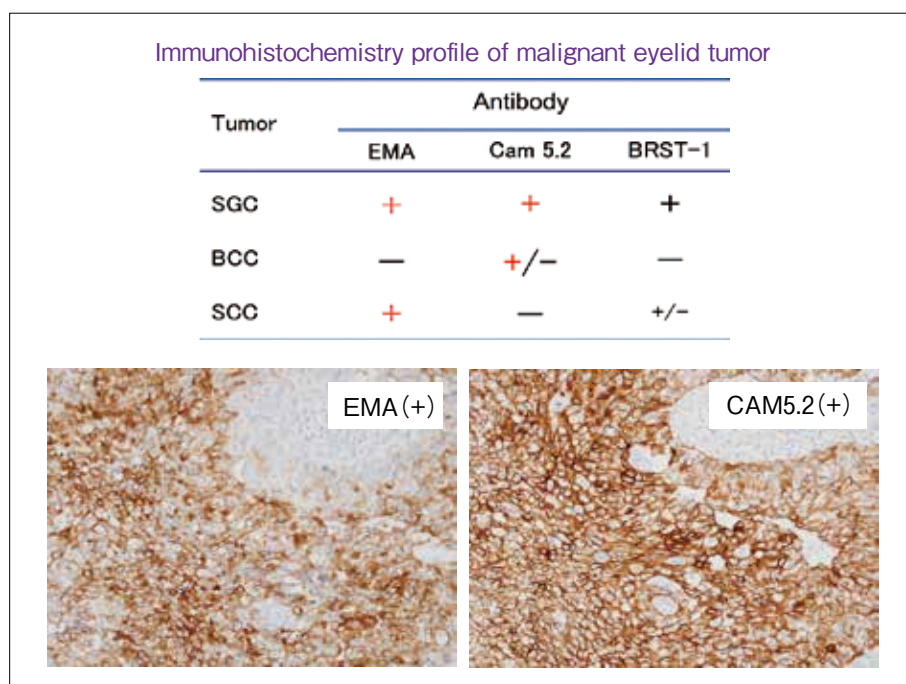 Immunohistochemistry profile of malignant eyelid tumor
Tumor Antibody
EMA Cam 5.2 BRST-1
SGC + + +
BCC — +/− —
SCC + — +/−
EMA(+) CAM5.2(+)